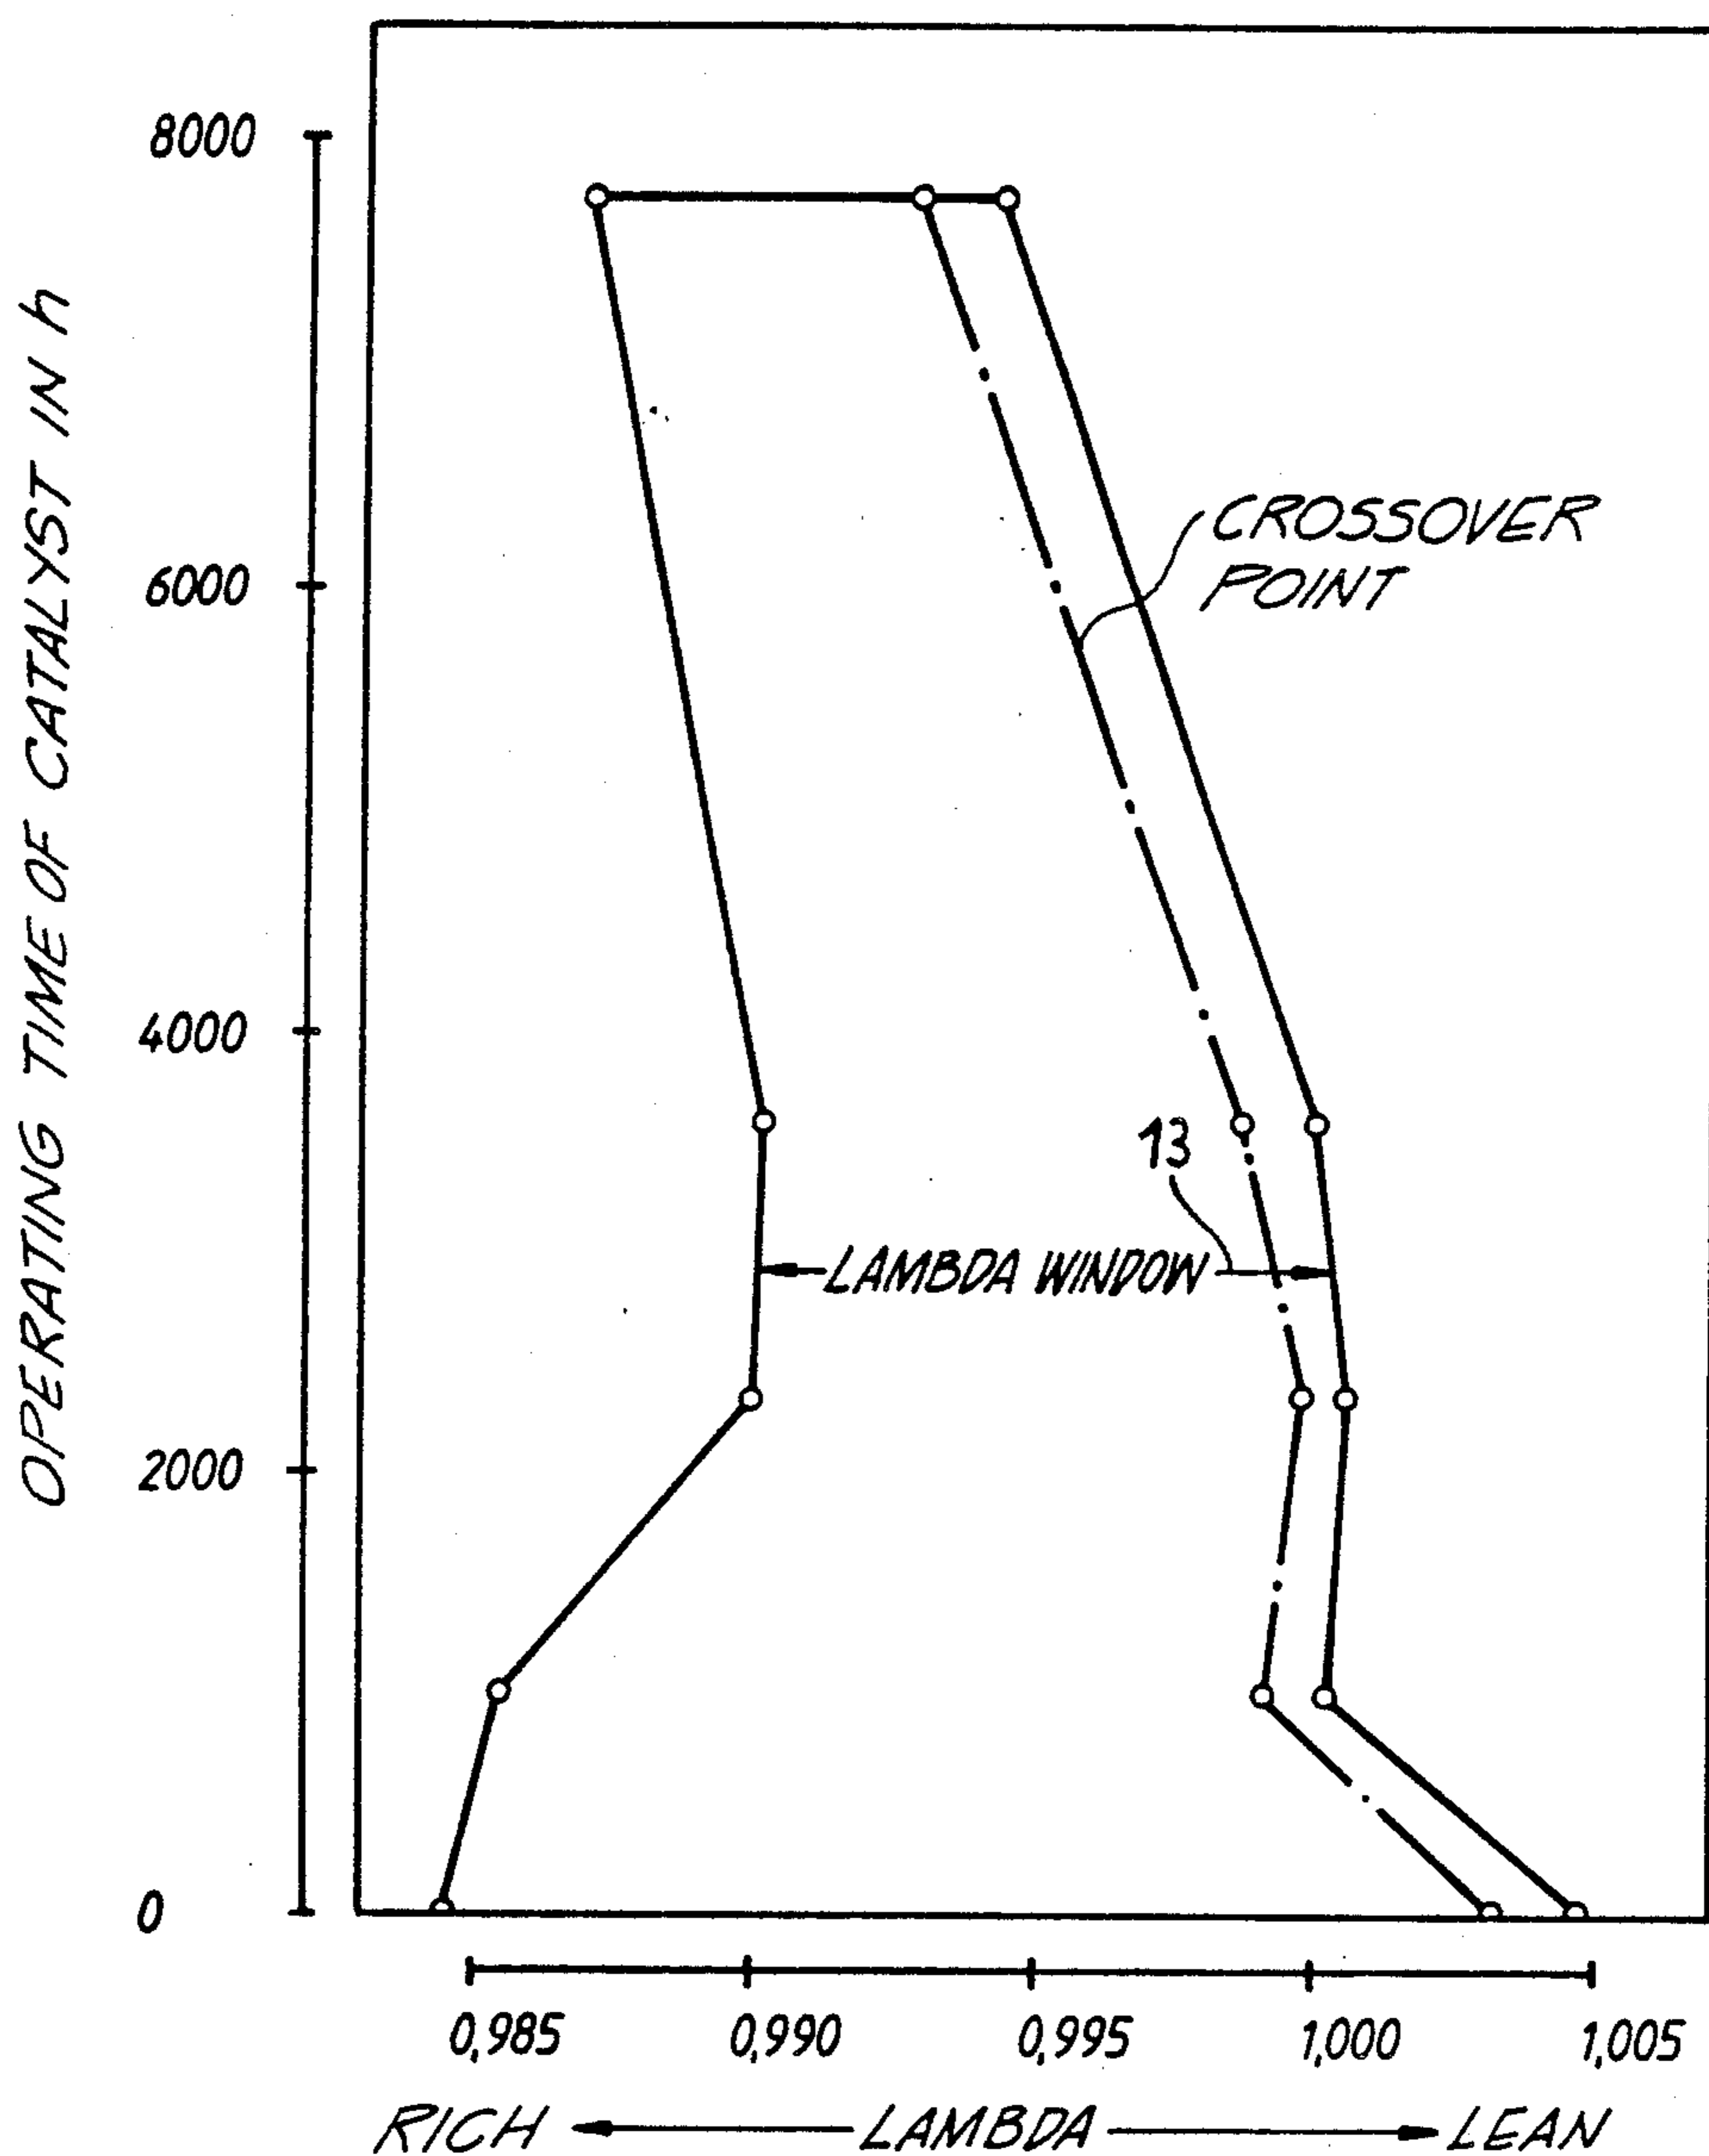 OPERATING TIME OF CATALYST IN h
8000
6000
4000
2000
0
CROSSOVER
POINT
13
LAMBDA WINDOW
0,985 0,990 0,995 1,000 1,005
RICH LAMBDA LEAN